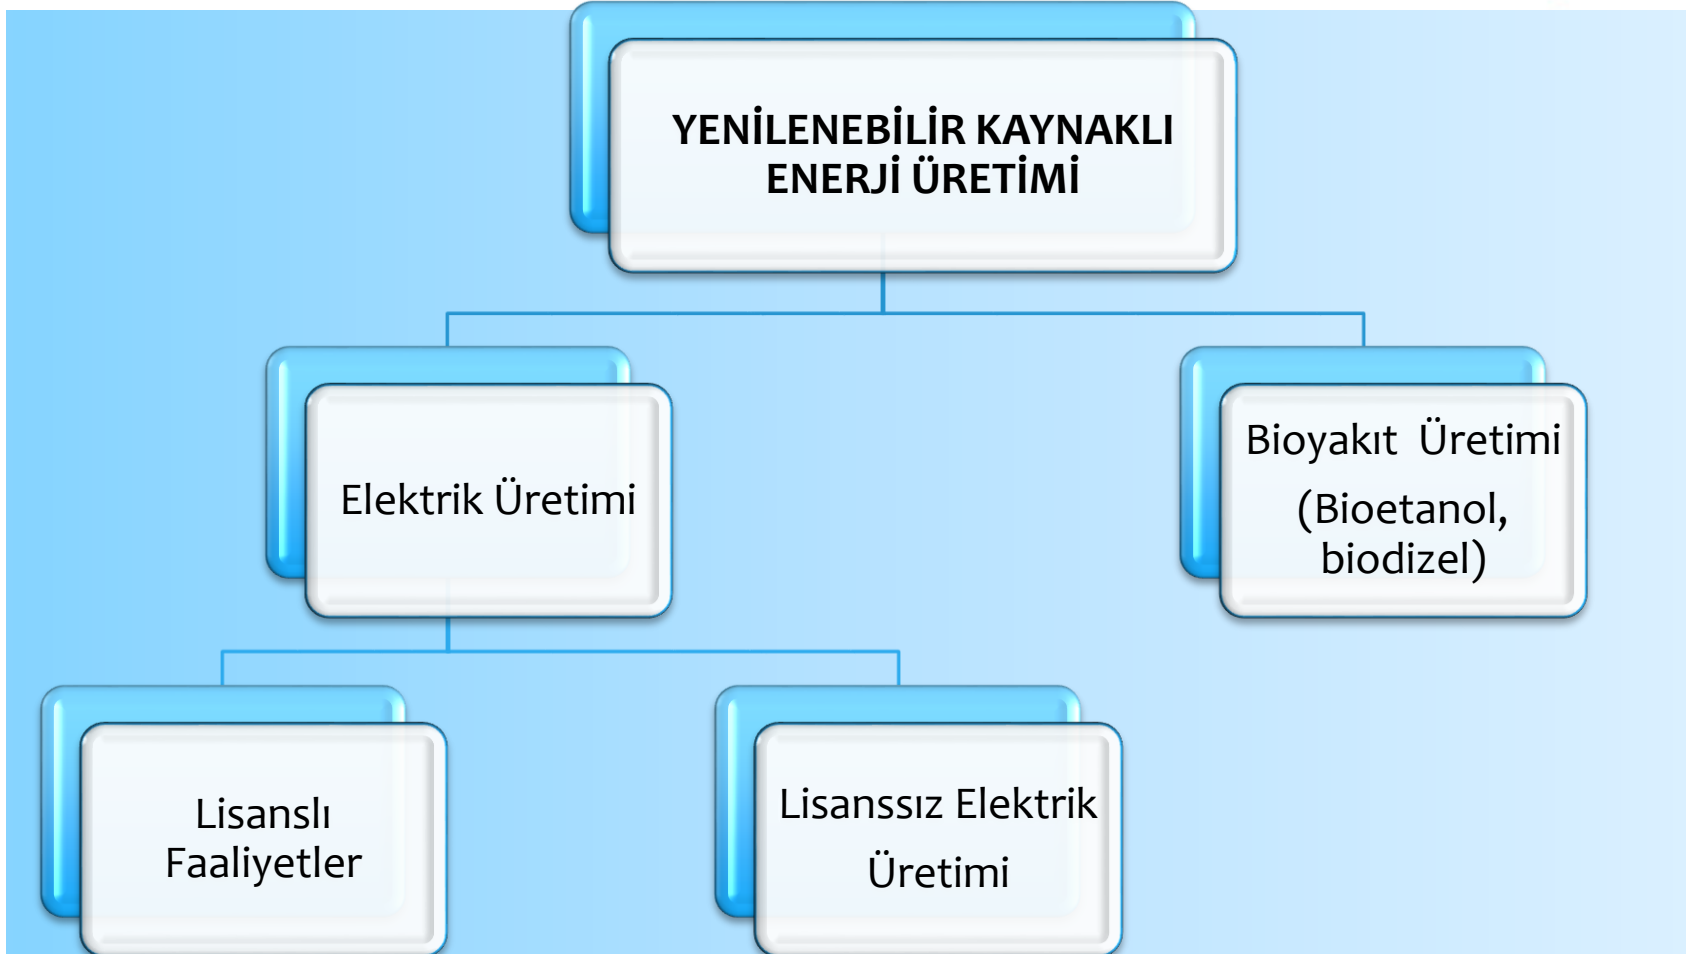 YENİLENEBİLİR KAYNAKLI
ENERJİ ÜRETİMİ
Elektrik Üretimi
Bioyakıt Üretimi
(Bioetanol,
biodizel)
Lisanslı
Faaliyetler
Lisanssız Elektrik
Üretimi